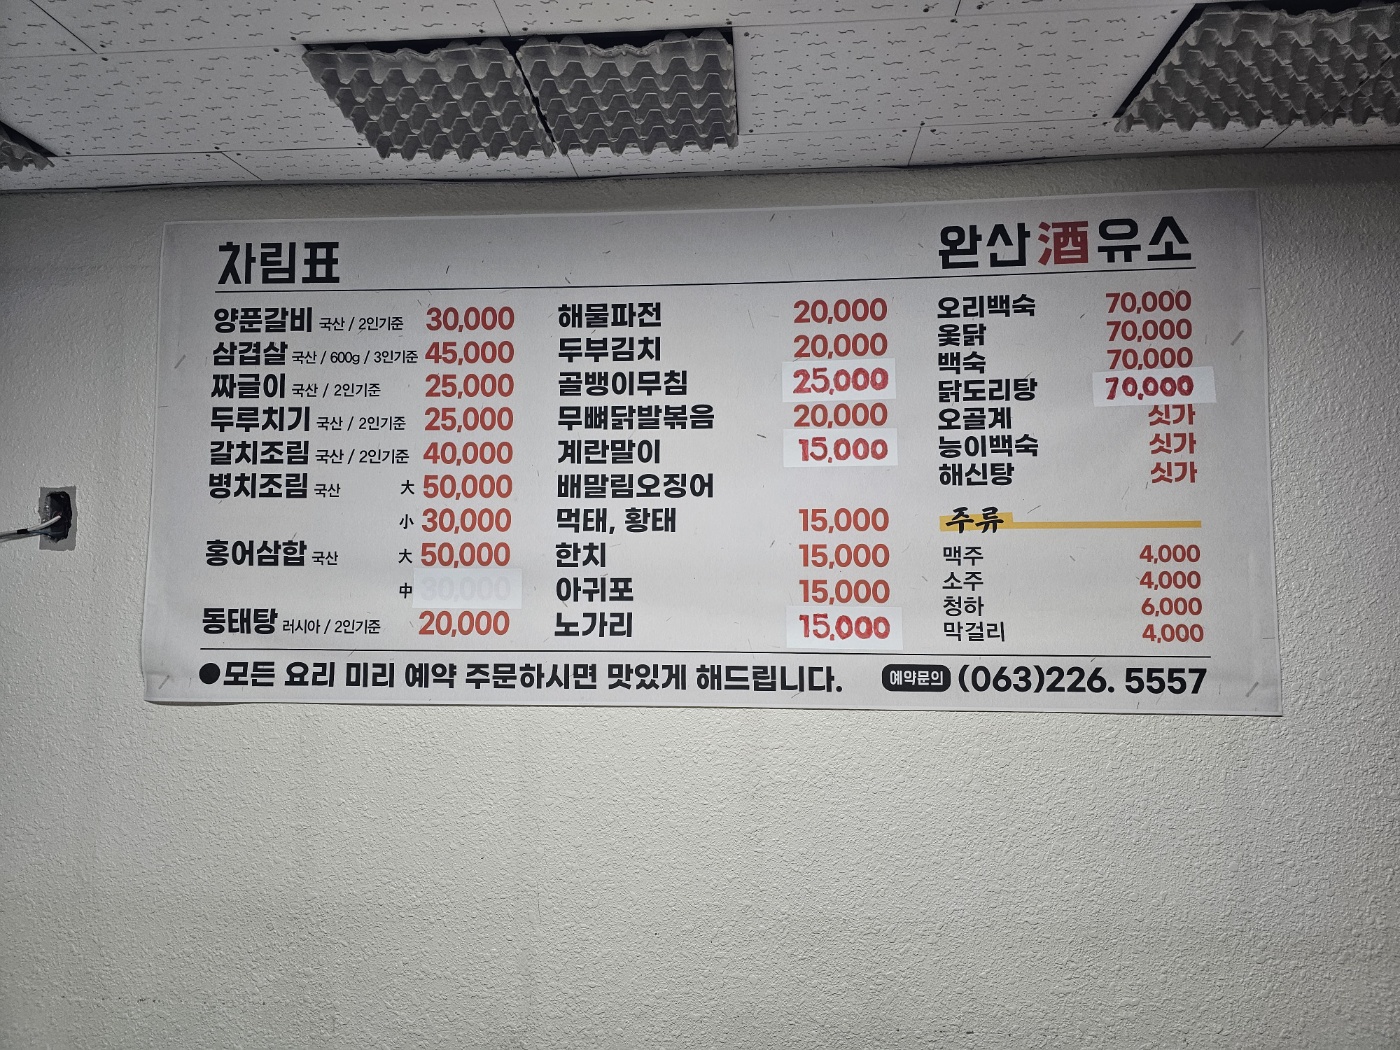 차림표
완산酒유소
양푼갈비 국산 / 2인기준 30,000
삼겹살 국산 / 600g / 3인기준 45,000
짜글이 국산 / 2인기준 25,000
두루치기 국산 / 2인기준 25,000
갈치조림 국산 / 2인기준 40,000
병치조림 국산 大 50,000
小 30,000
홍어삼합 국산 大 50,000
中 30,000
동태탕 러시아 / 2인기준 20,000
해물파전 20,000
두부김치 20,000
골뱅이무침 25,000
무뼈닭발볶음 20,000
계란말이 15,000
배말림오징어
먹태, 황태 15,000
한치 15,000
아귀포 15,000
노가리 15,000
오리백숙 70,000
옻닭 70,000
백숙 70,000
닭도리탕 70,000
오골계 싯가
능이백숙 싯가
해신탕 싯가
주류
맥주 4,000
소주 4,000
청하 6,000
막걸리 4,000
●모든 요리 미리 예약 주문하시면 맛있게 해드립니다.
예약문의 (063)226. 5557